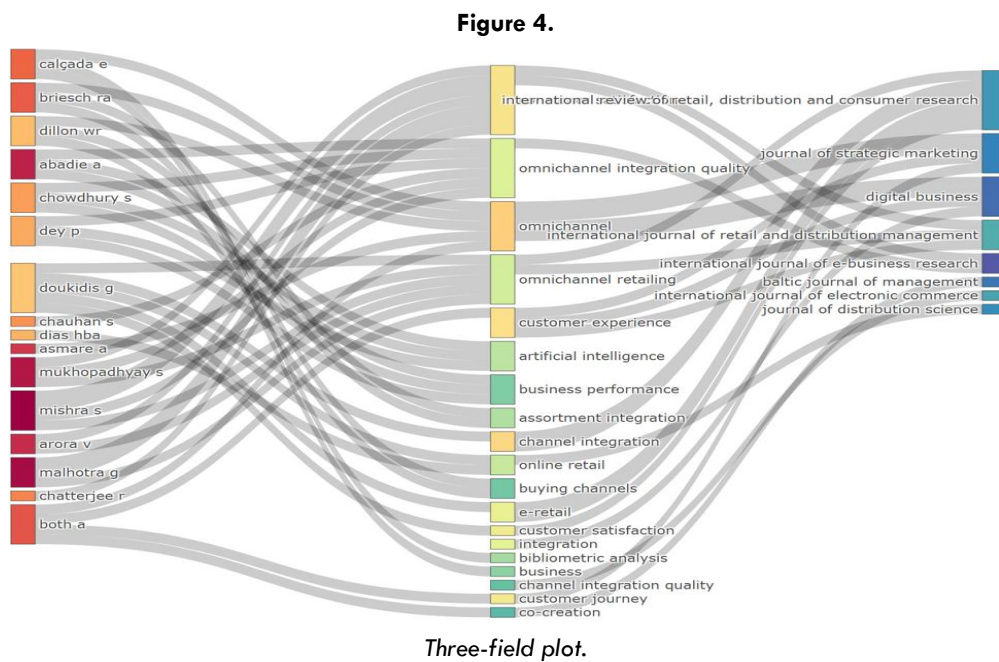 Figure 4.
calçada e
briesch ra
dillon wr
abadie a
chowdhury s
dey p
doukidis g
chauhan s
dias hba
asmare a
mukhopadhyay s
mishra s
arora v
malhotra g
chatterjee r
both a
omnichannel integration quality
omnichannel
omnichannel retailing
customer experience
artificial intelligence
business performance
assortment integration
channel integration
online retail
buying channels
e-retail
customer satisfaction
integration
bibliometric analysis
business
channel integration quality
customer journey
co-creation
international review of retail, distribution and consumer research
journal of strategic marketing
digital business
international journal of retail and distribution management
international journal of e-business research
baltic journal of management
international journal of electronic commerce
journal of distribution science
Three-field plot.